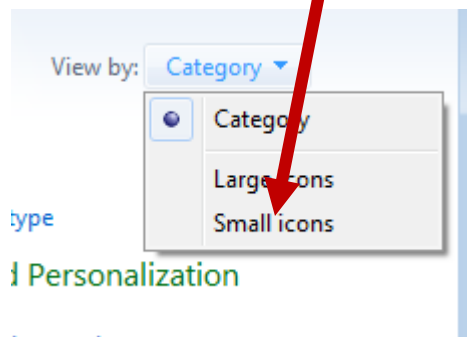 View by: Category
Category
Large icons
Small icons
type
d Personalization